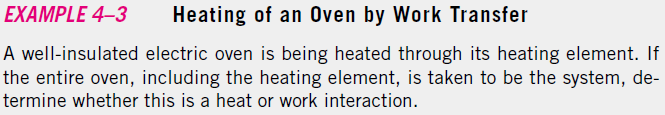 EXAMPLE 4–3 Heating of an Oven by Work Transfer
A well-insulated electric oven is being heated through its heating element. If
the entire oven, including the heating element, is taken to be the system, de-
termine whether this is a heat or work interaction.